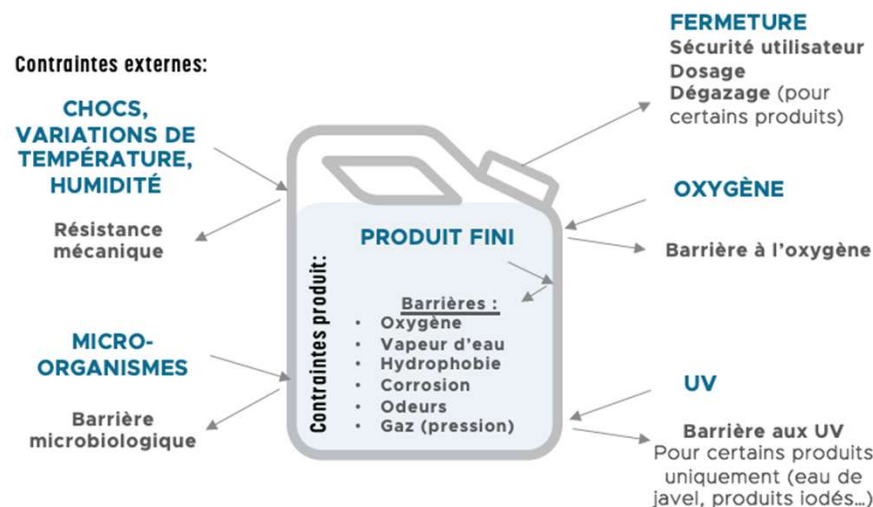 Contraintes externes:
CHOCS,
VARIATIONS DE
TEMPÉRATURE,
HUMIDITÉ
Résistance
mécanique
MICRO-
ORGANISMES
Barrière
microbiologique
Contraintes produit:
PRODUIT FINI
Barrières :
• Oxygène
• Vapeur d'eau
• Hydrophobie
• Corrosion
• Odeurs
• Gaz (pression)
FERMETURE
Sécurité utilisateur
Dosage
Dégazage (pour
certains produits)
OXYGÈNE
Barrière à l'oxygène
UV
Barrière aux UV
Pour certains produits
uniquement (eau de
javel, produits iodés…)